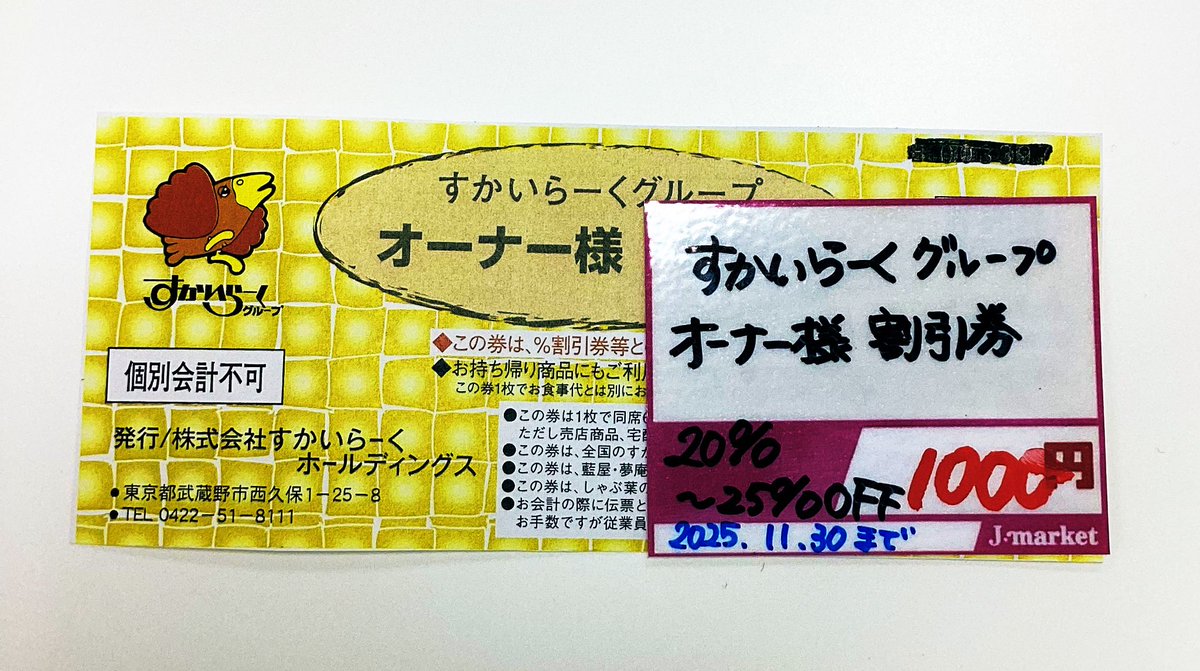 すかいらーく
グループ
個別会計不可
発行/株式会社すかいらーく
ホールディングス
●東京都武蔵野市西久保1-25-8
●TEL 0422-51-8111
すかいらーくグループ
オーナー様
◆この券は、%割引券等と
◆お持ち帰り商品にもご利用
この券1枚でお食事代とは別にお
●この券は1枚で同席
ただし売店商品、宅
●この券は、全国のすか
●この券は、藍屋・夢庵
●この券は、しゃぶ葉の
●お会計の際に伝票と
お手数ですが従業員
すかいらーくグループ
オーナー様 割引券
20%
～25%OFF
1000円
2025.11.30まで
J・market